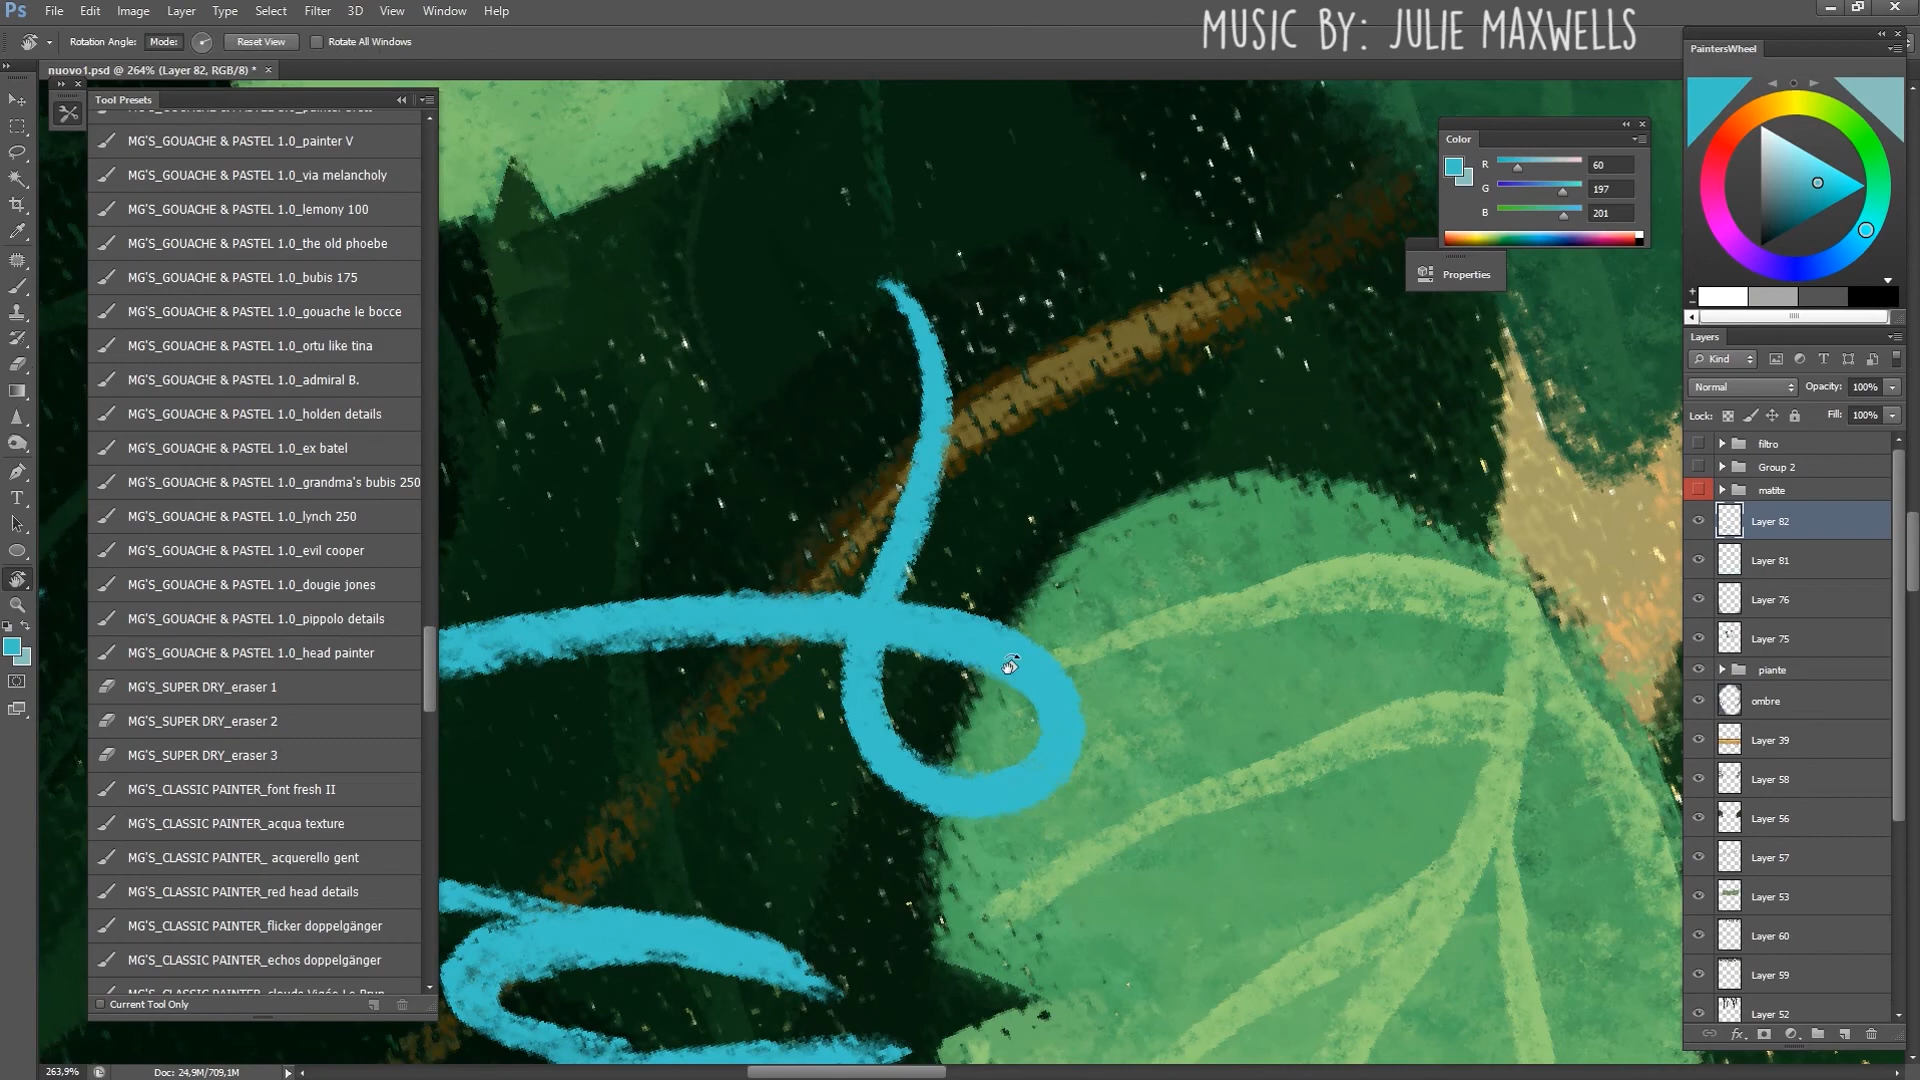 Ps File Edit Image Layer Type Select Filter 3D View Window Help
MUSIC BY: JULIE MAXWELLS
Rotation Angle: Mode: Reset View Rotate All Windows
nuovo1.psd @ 264% (Layer 82, RGB/8) *
Tool Presets
MG'S_GOUACHE & PASTEL 1.0_painter V
MG'S_GOUACHE & PASTEL 1.0_via melancholy
MG'S_GOUACHE & PASTEL 1.0_lemony 100
MG'S_GOUACHE & PASTEL 1.0_the old phoebe
MG'S_GOUACHE & PASTEL 1.0_bubis 175
MG'S_GOUACHE & PASTEL 1.0_gouache le bocce
MG'S_GOUACHE & PASTEL 1.0_ortu like tina
MG'S_GOUACHE & PASTEL 1.0_admiral B.
MG'S_GOUACHE & PASTEL 1.0_holden details
MG'S_GOUACHE & PASTEL 1.0_ex batel
MG'S_GOUACHE & PASTEL 1.0_grandma's bubis 250
MG'S_GOUACHE & PASTEL 1.0_lynch 250
MG'S_GOUACHE & PASTEL 1.0_evil cooper
MG'S_GOUACHE & PASTEL 1.0_dougie jones
MG'S_GOUACHE & PASTEL 1.0_pippolo details
MG'S_GOUACHE & PASTEL 1.0_head painter
MG'S_SUPER DRY_eraser 1
MG'S_SUPER DRY_eraser 2
MG'S_SUPER DRY_eraser 3
MG'S_CLASSIC PAINTER_font fresh II
MG'S_CLASSIC PAINTER_acqua texture
MG'S_CLASSIC PAINTER_ acquerello gent
MG'S_CLASSIC PAINTER_red head details
MG'S_CLASSIC PAINTER_flicker doppelgänger
MG'S_CLASSIC PAINTER_echos doppelgänger
Current Tool Only
Color
R 60
G 197
B 201
Properties
PaintersWheel
Layers
Kind
Normal Opacity: 100%
Lock: Fill: 100%
filtro
Group 2
matite
Layer 82
Layer 81
Layer 76
Layer 75
piante
ombre
Layer 39
Layer 58
Layer 56
Layer 57
Layer 53
Layer 60
Layer 59
Layer 52
263,9% Doc: 24,9M/709,1M